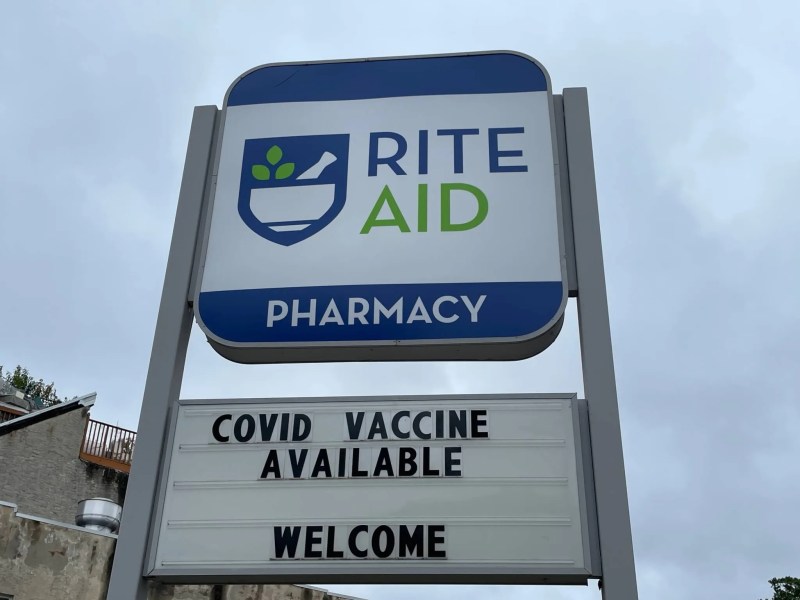 RITE
AID
PHARMACY
COVID VACCINE
AVAILABLE
WELCOME